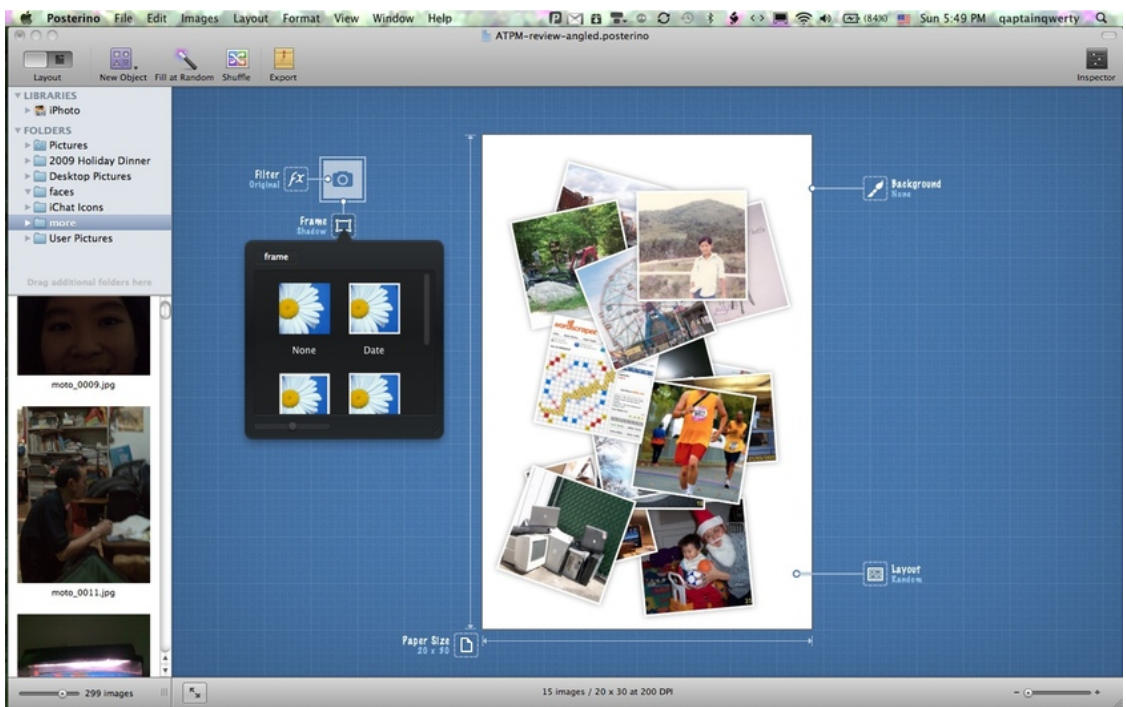 Posterino File Edit Images Layout Format View Window Help (84%) Sun 5:49 PM qaptainqwerty
ATPM-review-angled.posterino
Layout New Object Fill at Random Shuffle Export Inspector
LIBRARIES
iPhoto
FOLDERS
Pictures
2009 Holiday Dinner
Desktop Pictures
faces
iChat Icons
more
User Pictures
Drag additional folders here
moto_0009.jpg
moto_0011.jpg
299 images
Filter
Original
Frame
Shadow
frame
None Date
Background
None
wordscraper
Layout
Random
Paper Size
20 x 30
15 images / 20 x 30 at 200 DPI